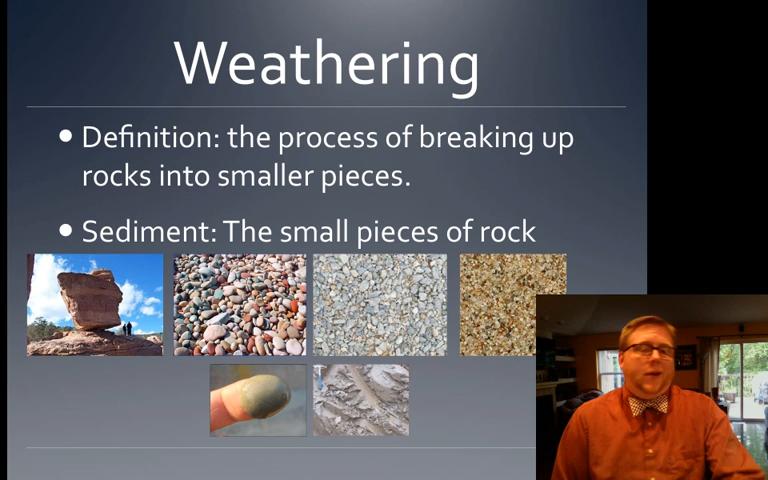 Weathering
• Definition: the process of breaking up
rocks into smaller pieces.
• Sediment: The small pieces of rock